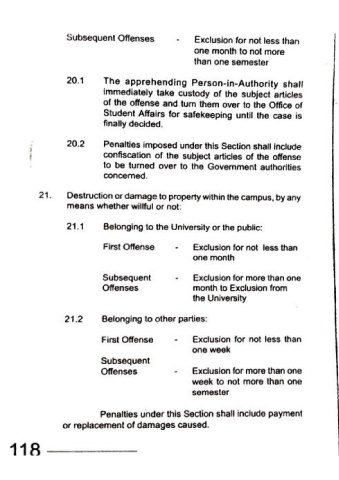 Subsequent Offenses - Exclusion for not less than
one month to not more
than one semester
20.1 The apprehending Person-in-Authority shall
immediately take custody of the subject articles
of the offense and turn them over to the Office of
Student Affairs for safekeeping until the case is
finally decided.
20.2 Penalties imposed under this Section shall include
confiscation of the subject articles of the offense
to be turned over to the Government authorities
concerned.
21. Destruction or damage to property within the campus, by any
means whether willful or not:
21.1 Belonging to the University or the public:
First Offense - Exclusion for not less than
one month
Subsequent - Exclusion for more than one
Offenses month to Exclusion from
the University
21.2 Belonging to other parties:
First Offense - Exclusion for not less than
one week
Subsequent
Offenses - Exclusion for more than one
week to not more than one
semester
Penalties under this Section shall include payment
or replacement of damages caused.
118